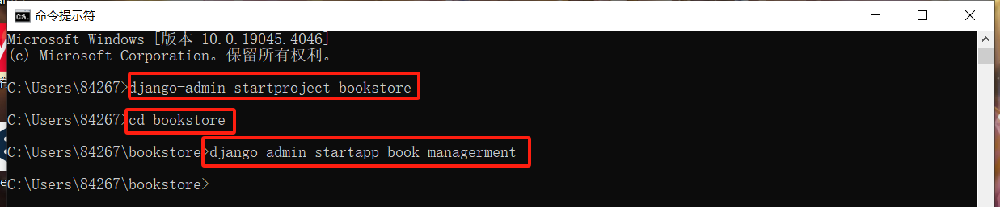 命令提示符
Microsoft Windows [版本 10.0.19045.4046]
(c) Microsoft Corporation。保留所有权利。
C:\Users\84267>django-admin startproject bookstore
C:\Users\84267>cd bookstore
C:\Users\84267\bookstore>django-admin startapp book_managerment
C:\Users\84267\bookstore>